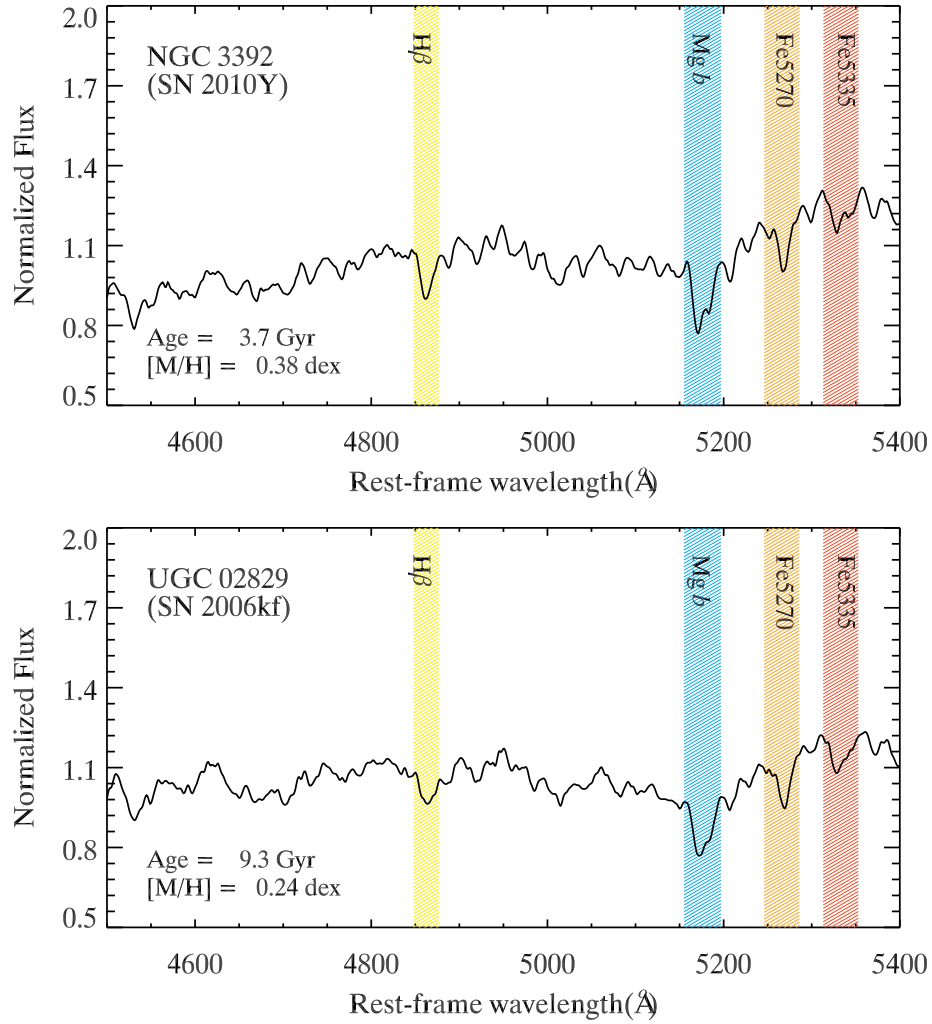 2.0
1.7
1.4
1.1
0.8
0.5
Normalized Flux
NGC 3392
(SN 2010Y)
Hβ
Mg b
Fe5270
Fe5335
Age = 3.7 Gyr
[M/H] = 0.38 dex
4600 4800 5000 5200 5400
Rest-frame wavelength(Å)
2.0
1.7
1.4
1.1
0.8
0.5
Normalized Flux
UGC 02829
(SN 2006kf)
Hβ
Mg b
Fe5270
Fe5335
Age = 9.3 Gyr
[M/H] = 0.24 dex
4600 4800 5000 5200 5400
Rest-frame wavelength(Å)